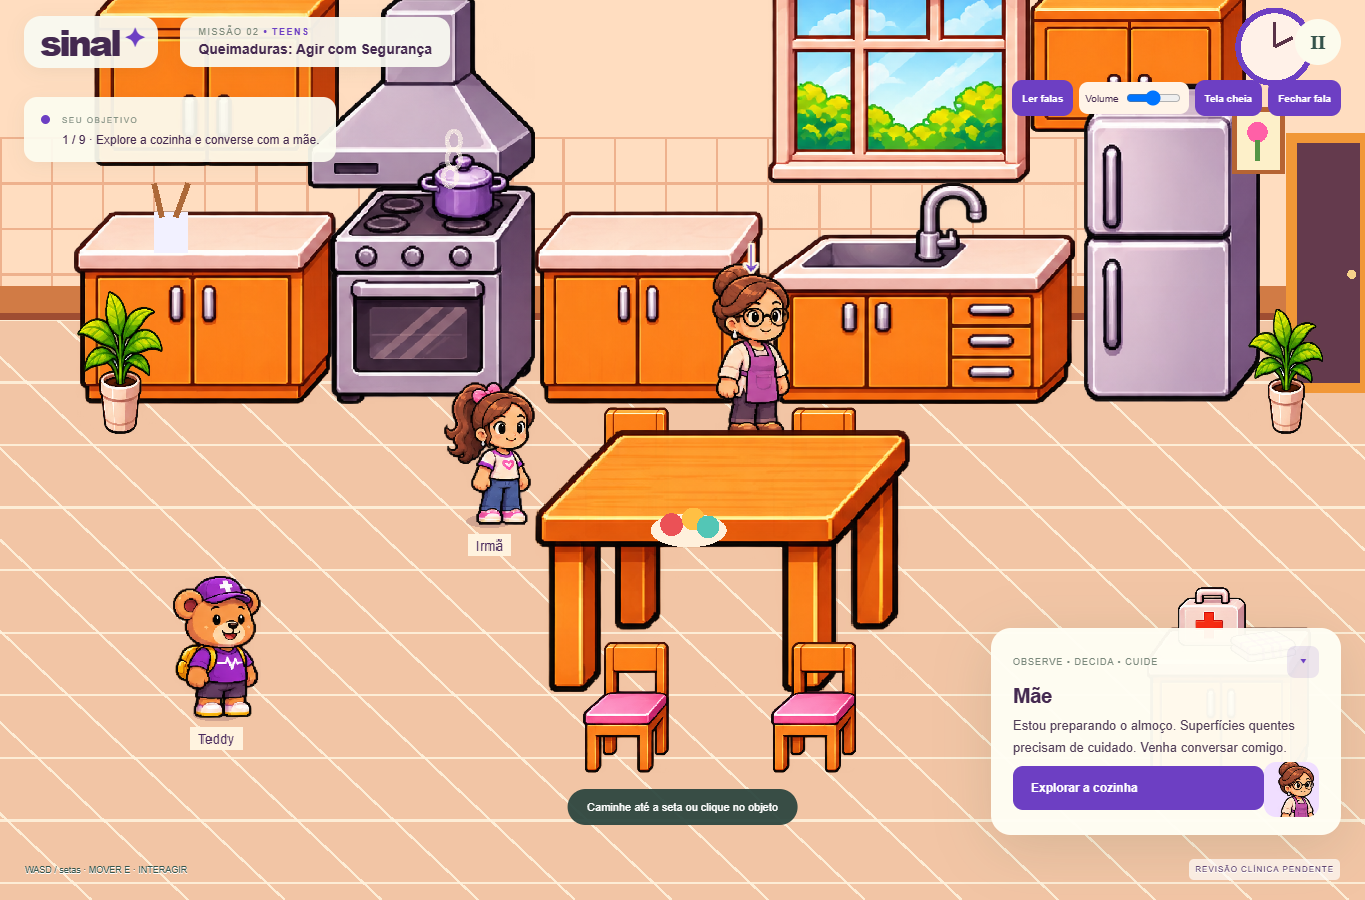 sinal
MISSÃO 02 • TEENS
Queimaduras: Agir com Segurança
II
Ler falas
Volume
Tela cheia
Fechar fala
SEU OBJETIVO
1 / 9 · Explore a cozinha e converse com a mãe.
Irmã
Teddy
OBSERVE • DECIDA • CUIDE
Mãe
Estou preparando o almoço. Superfícies quentes
precisam de cuidado. Venha conversar comigo.
Explorar a cozinha
Caminhe até a seta ou clique no objeto
WASD / setas · MOVER E · INTERAGIR
REVISÃO CLÍNICA PENDENTE